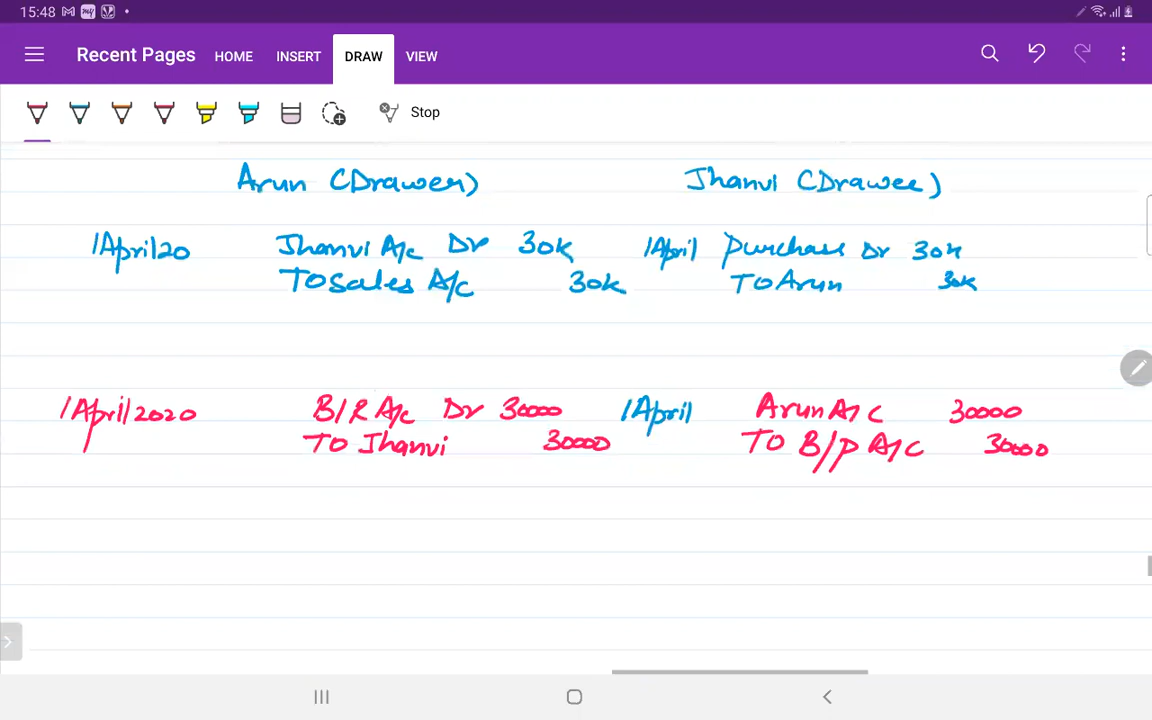 15:48
Recent Pages HOME INSERT DRAW VIEW
Stop
Arun (Drawer) Jhanvi (Drawee)
1April20 Jhanvi A/c Dr 30k 1April purchase Dr 30k
To Sales A/c 30k To Arun 30k
1April2020 B/R A/c Dr 30000 1April Arun A/C 30000
To Jhanvi 30000 To B/P A/C 30000